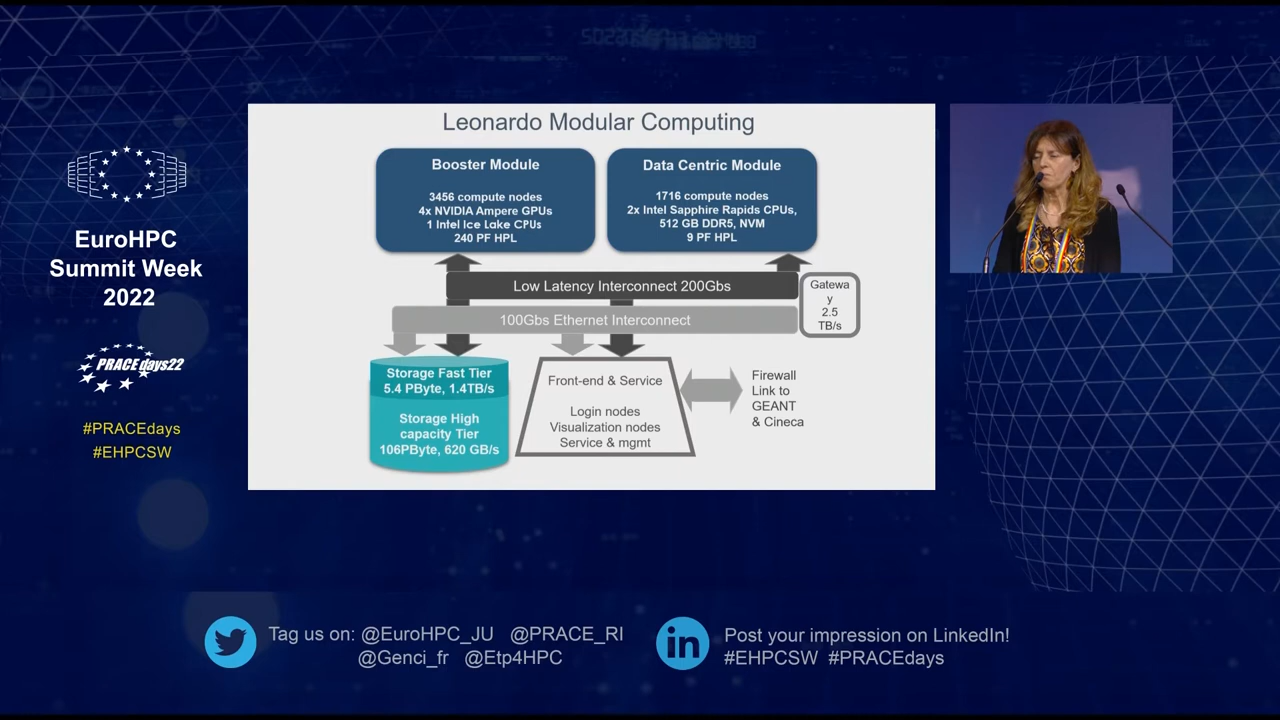 EuroHPC
Summit Week
2022
PRACEdays22
#PRACEdays
#EHPCSW
Leonardo Modular Computing
Booster Module
3456 compute nodes
4x NVIDIA Ampere GPUs
1 Intel Ice Lake CPUs
240 PF HPL
Data Centric Module
1716 compute nodes
2x Intel Sapphire Rapids CPUs,
512 GB DDR5, NVM
9 PF HPL
Low Latency Interconnect 200Gbs
100Gbs Ethernet Interconnect
Gatewa
y
2.5
TB/s
Storage Fast Tier
5.4 PByte, 1.4TB/s
Storage High
capacity Tier
106PByte, 620 GB/s
Front-end & Service
Login nodes
Visualization nodes
Service & mgmt
Firewall
Link to
GEANT
& Cineca
Tag us on: @EuroHPC_JU @PRACE_RI
@Genci_fr @Etp4HPC
in
Post your impression on LinkedIn!
#EHPCSW #PRACEdays